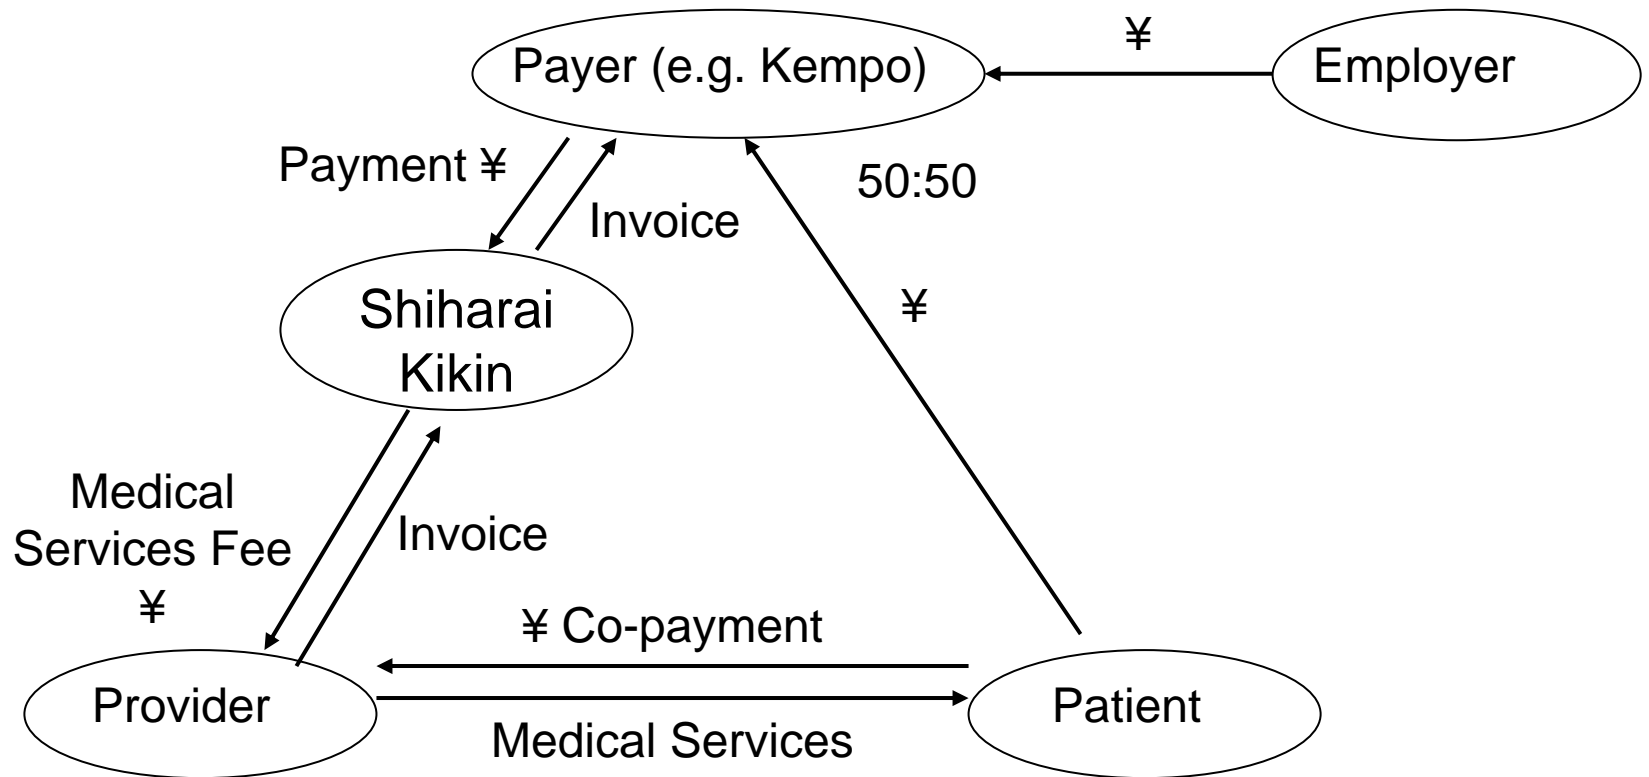 ¥
Payer (e.g. Kempo)
Employer
Payment ¥
50:50
Invoice
¥
Shiharai
Kikin
Medical
Services Fee
¥
Invoice
¥ Co-payment
Provider
Patient
Medical Services